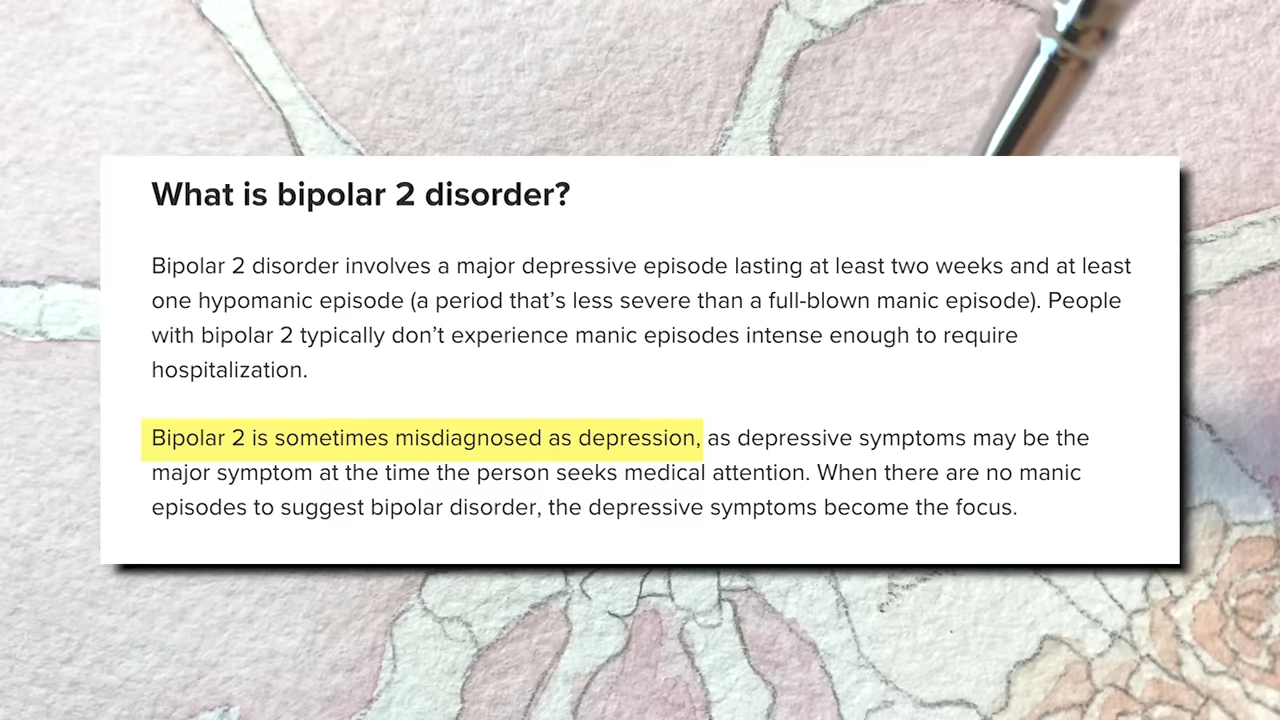 What is bipolar 2 disorder?
Bipolar 2 disorder involves a major depressive episode lasting at least two weeks and at least
one hypomanic episode (a period that’s less severe than a full-blown manic episode). People
with bipolar 2 typically don’t experience manic episodes intense enough to require
hospitalization.
Bipolar 2 is sometimes misdiagnosed as depression, as depressive symptoms may be the
major symptom at the time the person seeks medical attention. When there are no manic
episodes to suggest bipolar disorder, the depressive symptoms become the focus.